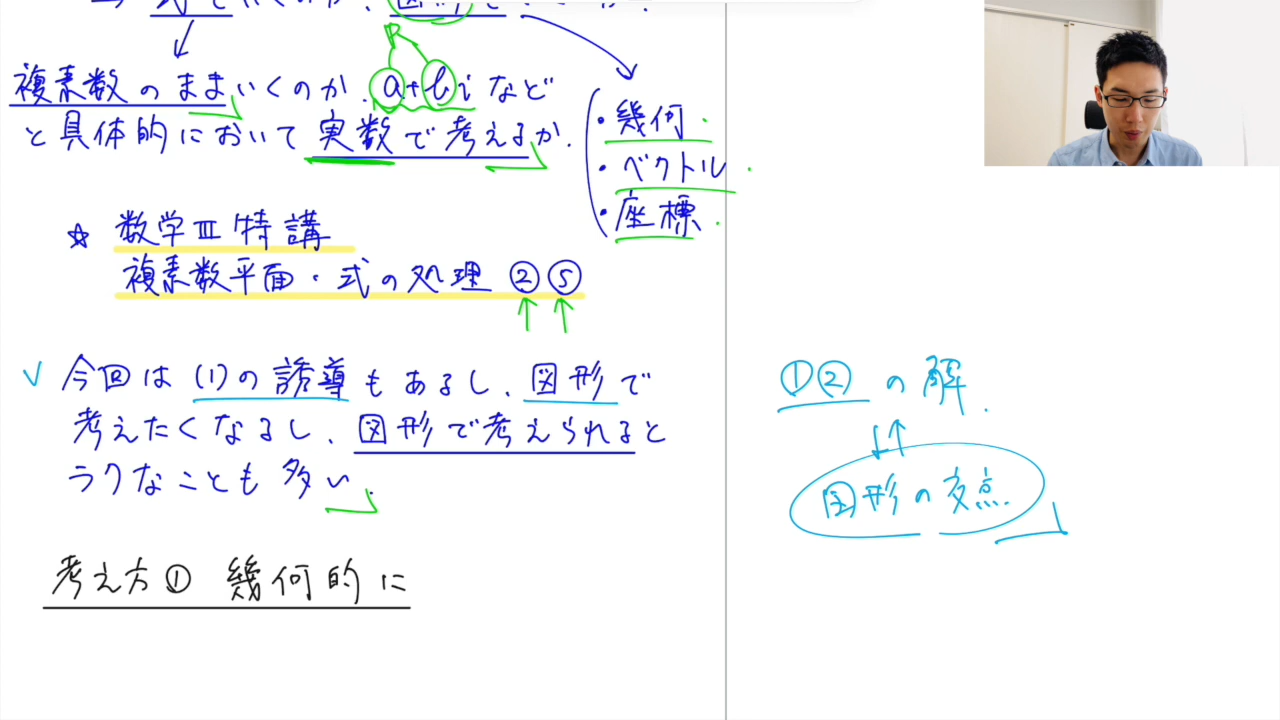 複素数のままいくのか、a+biなど
R
と具体的において実数で考えるか.
・幾何
・ベクトル
・座標
☆ 数学Ⅲ特講
複素数平面・式の処理 ②⑤
✓ 今回は(1)の誘導もあるし、図形で
考えたくなるし、図形で考えられると
ラクなことも多い.
考え方① 幾何的に
①②の解.
図形の交点.